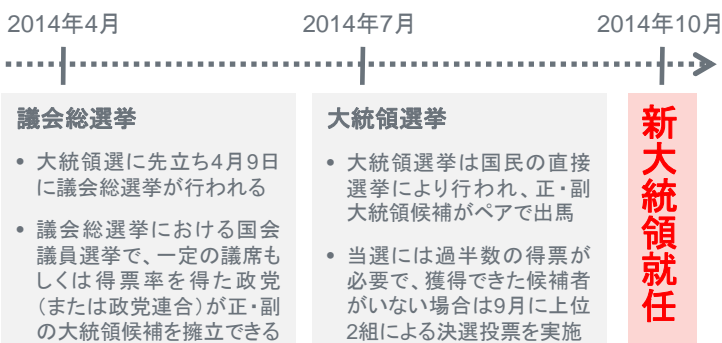 2014年4月
2014年7月
2014年10月
議会総選挙
• 大統領選に先立ち4月9日
に議会総選挙が行われる
• 議会総選挙における国会
議員選挙で、一定の議席も
しくは得票率を得た政党
（または政党連合）が正・副
の大統領候補を擁立できる
大統領選挙
• 大統領選挙は国民の直接
選挙により行われ、正・副
大統領候補がペアで出馬
• 当選には過半数の得票が
必要で、獲得できた候補者
がいない場合は9月に上位
2組による決選投票を実施
新大統領就任